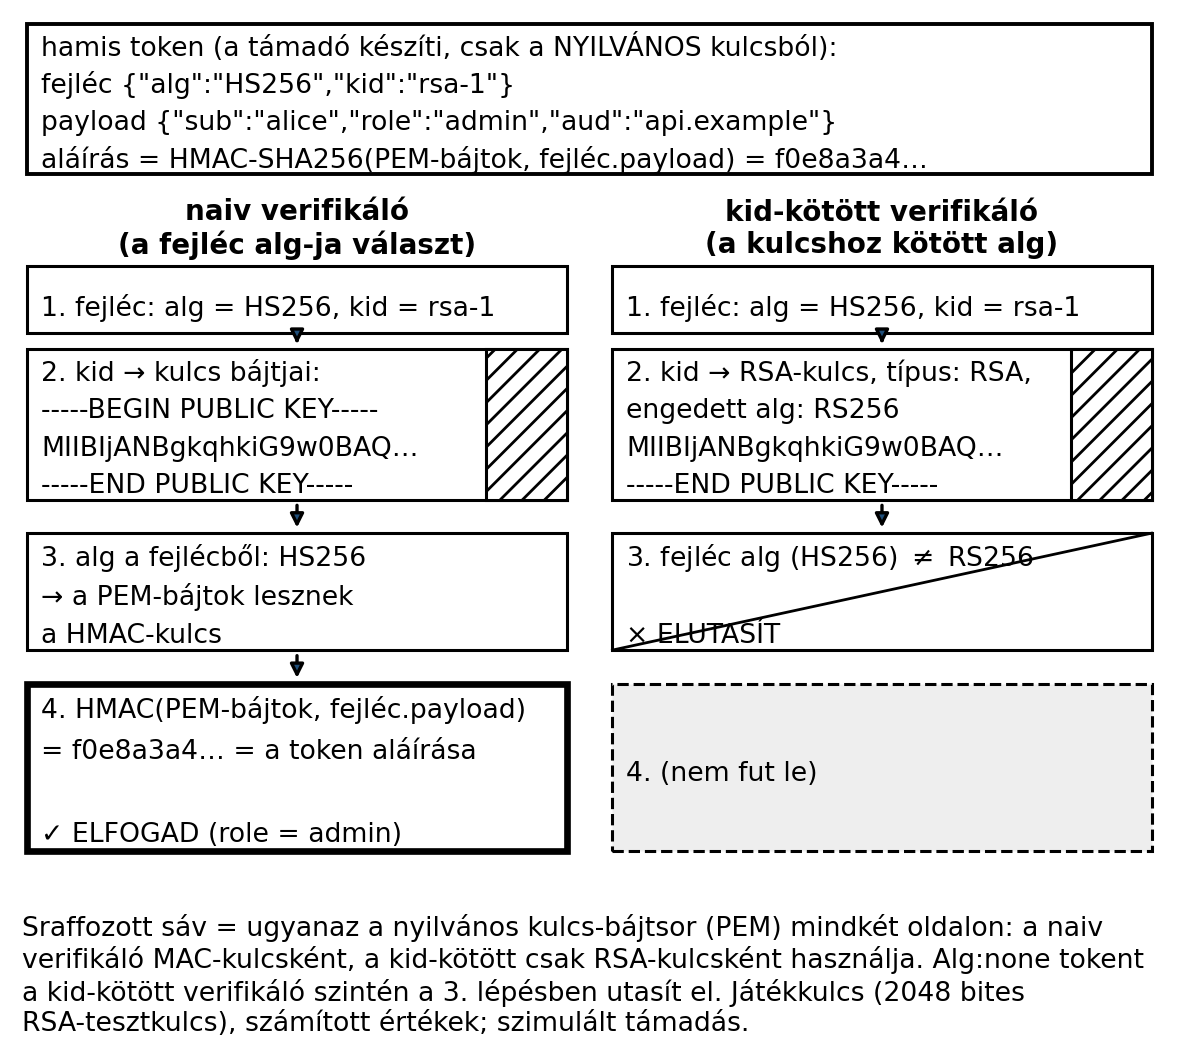 hamis token (a támadó készíti, csak a NYILVÁNOS kulcsból):
fejléc {"alg":"HS256","kid":"rsa-1"}
payload {"sub":"alice","role":"admin","aud":"api.example"}
aláírás = HMAC-SHA256(PEM-bájtok, fejléc.payload) = f0e8a3a4…
naiv verifikáló
(a fejléc alg-ja választ)
1. fejléc: alg = HS256, kid = rsa-1
2. kid → kulcs bájtjai:
-----BEGIN PUBLIC KEY-----
MIIBIjANBgkqhkiG9w0BAQ…
-----END PUBLIC KEY-----
3. alg a fejlécből: HS256
→ a PEM-bájtok lesznek
a HMAC-kulcs
4. HMAC(PEM-bájtok, fejléc.payload)
= f0e8a3a4… = a token aláírása
✓ ELFOGAD (role = admin)
kid-kötött verifikáló
(a kulcshoz kötött alg)
1. fejléc: alg = HS256, kid = rsa-1
2. kid → RSA-kulcs, típus: RSA,
engedett alg: RS256
MIIBIjANBgkqhkiG9w0BAQ…
-----END PUBLIC KEY-----
3. fejléc alg (HS256) ≠ RS256
× ELUTASÍT
4. (nem fut le)
Sraffozott sáv = ugyanaz a nyilvános kulcs-bájtsor (PEM) mindkét oldalon: a naiv
verifikáló MAC-kulcsként, a kid-kötött csak RSA-kulcsként használja. Alg:none tokent
a kid-kötött verifikáló szintén a 3. lépésben utasít el. Játékkulcs (2048 bites
RSA-tesztkulcs), számított értékek; szimulált támadás.